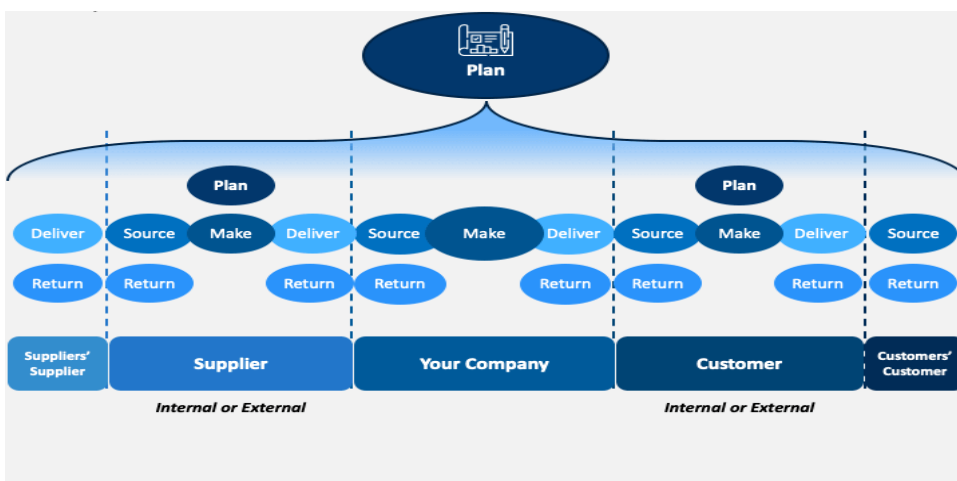 Plan
Plan Plan
Deliver Source Make Deliver Source Make Deliver Source Make Deliver Source
Return Return Return Return Return Return Return Return
Suppliers' Supplier Your Company Customer Customers'
Supplier Customer
Internal or External Internal or External